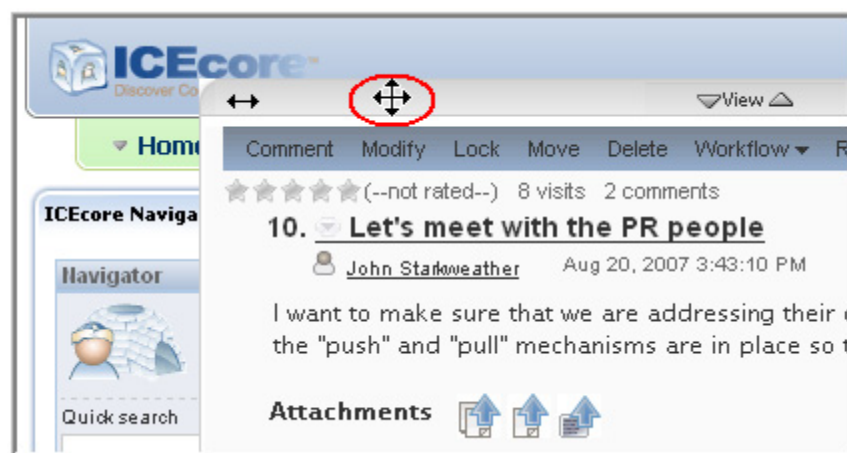 ICEcore
Discover Co
View
Home
Comment Modify Lock Move Delete Workflow R
(--not rated--) 8 visits 2 comments
ICEcore Naviga
10. Let's meet with the PR people
John Starkweather Aug 20, 2007 3:43:10 PM
Navigator
I want to make sure that we are addressing their
the "push" and "pull" mechanisms are in place so
Quick search
Attachments